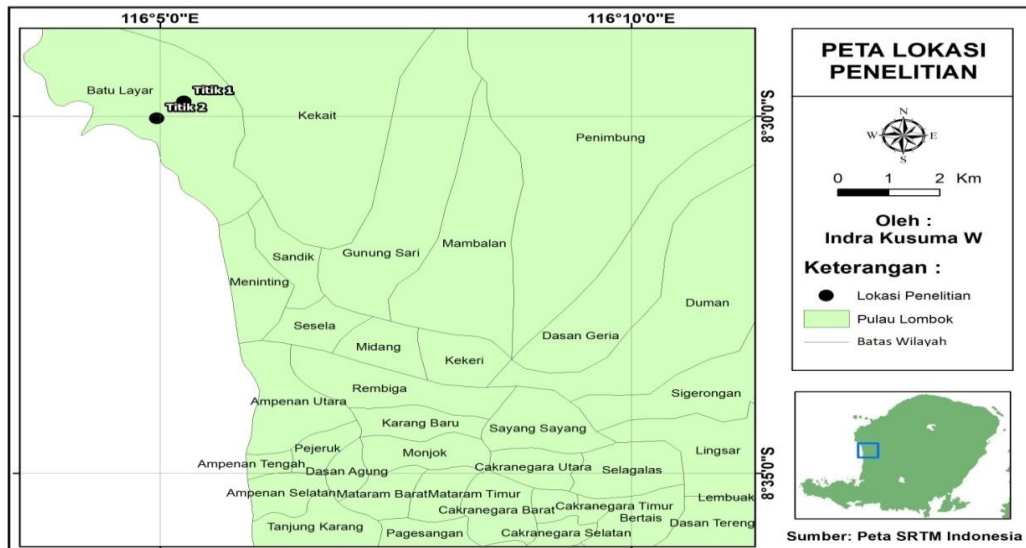 116°5'0"E
116°10'0"E
Titik 1
Batu Layar
Titik 2
Kekait
8°30'0"S
Penimbung
Mambalan
Gunung Sari
Sandik
Meninting
Duman
Sesela
Dasan Geria
Midang
Kekeri
Rembiga
Sigerongan
Ampenan Utara
Karang Baru
Sayang Sayang
Pejeruk
Monjok
Lingsar
Ampenan Tengah
Dasan Agung
Cakranegara Utara
Selagalas
8°35'0"S
Ampenan Selatan
Mataram Barat
Mataram Timur
Lembuak
Cakranegara Barat
Cakranegara Timur
Bertais
Tanjung Karang
Pagesangan
Cakranegara Selatan
Dasan Tereng
PETA LOKASI
PENELITIAN
N
W
E
S
0 1 2 Km
Oleh :
Indra Kusuma W
Keterangan :
Lokasi Penelitian
Pulau Lombok
Batas Wilayah
Sumber: Peta SRTM Indonesia